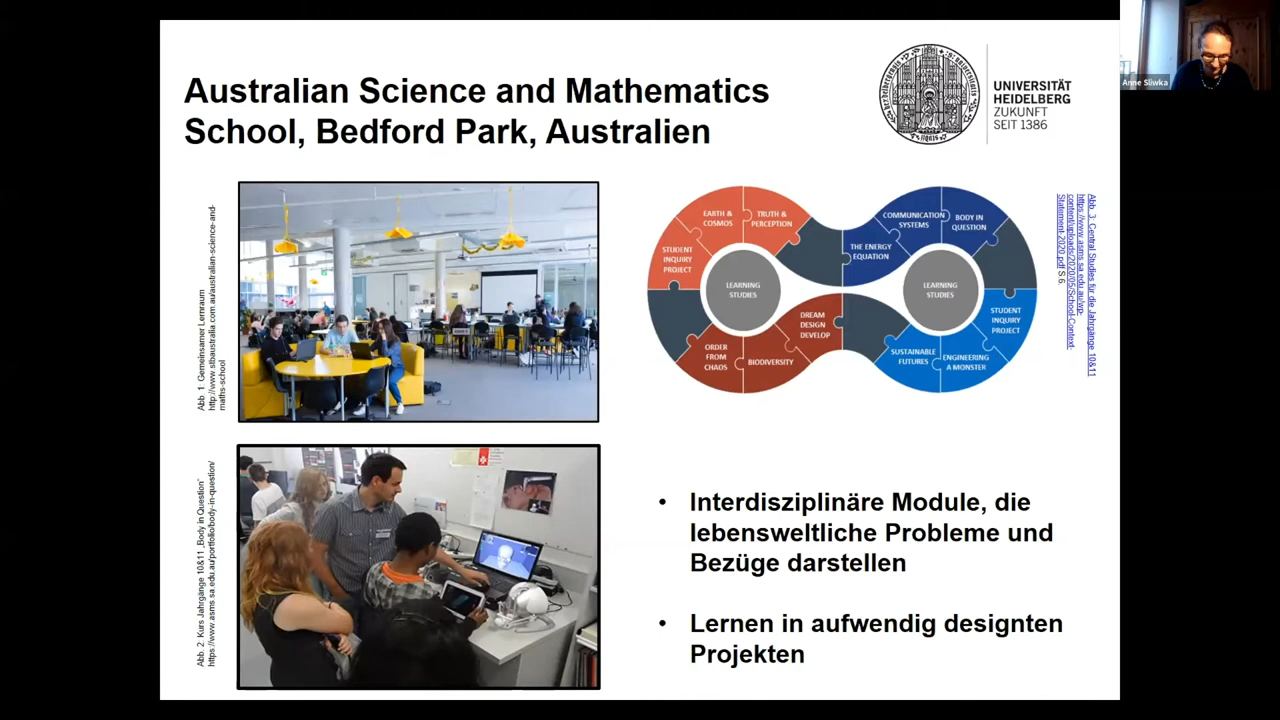 Australian Science and Mathematics
School, Bedford Park, Australien
UNIVERSITÄT
HEIDELBERG
ZUKUNFT
SEIT 1386
Anne Sliwka
Abb. 1: Gemeinsamer Lernraum
http://www.stbaustralia.com.au/australian-science-and-
maths-school
EARTH &
COSMOS
TRUTH &
PERCEPTION
STUDENT
INQUIRY
PROJECT
LEARNING
STUDIES
ORDER
FROM
CHAOS
BIODIVERSITY
DREAM
DESIGN
DEVELOP
THE ENERGY
EQUATION
COMMUNICATION
SYSTEMS
BODY IN
QUESTION
LEARNING
STUDIES
STUDENT
INQUIRY
PROJECT
SUSTAINABLE
FUTURES
ENGINEERING
A MONSTER
Abb. 3: Central Studies für die Jahrgänge 10&11
https://www.asms.sa.edu.au/wp-
content/uploads/2020/05/School-Context-
Statement-2020.pdf S.6.
Abb. 2: Kurs Jahrgänge 10&11 „Body in Question"
https://www.asms.sa.edu.au/portfolio/body-in-question/
• Interdisziplinäre Module, die
lebensweltliche Probleme und
Bezüge darstellen
• Lernen in aufwendig designten
Projekten